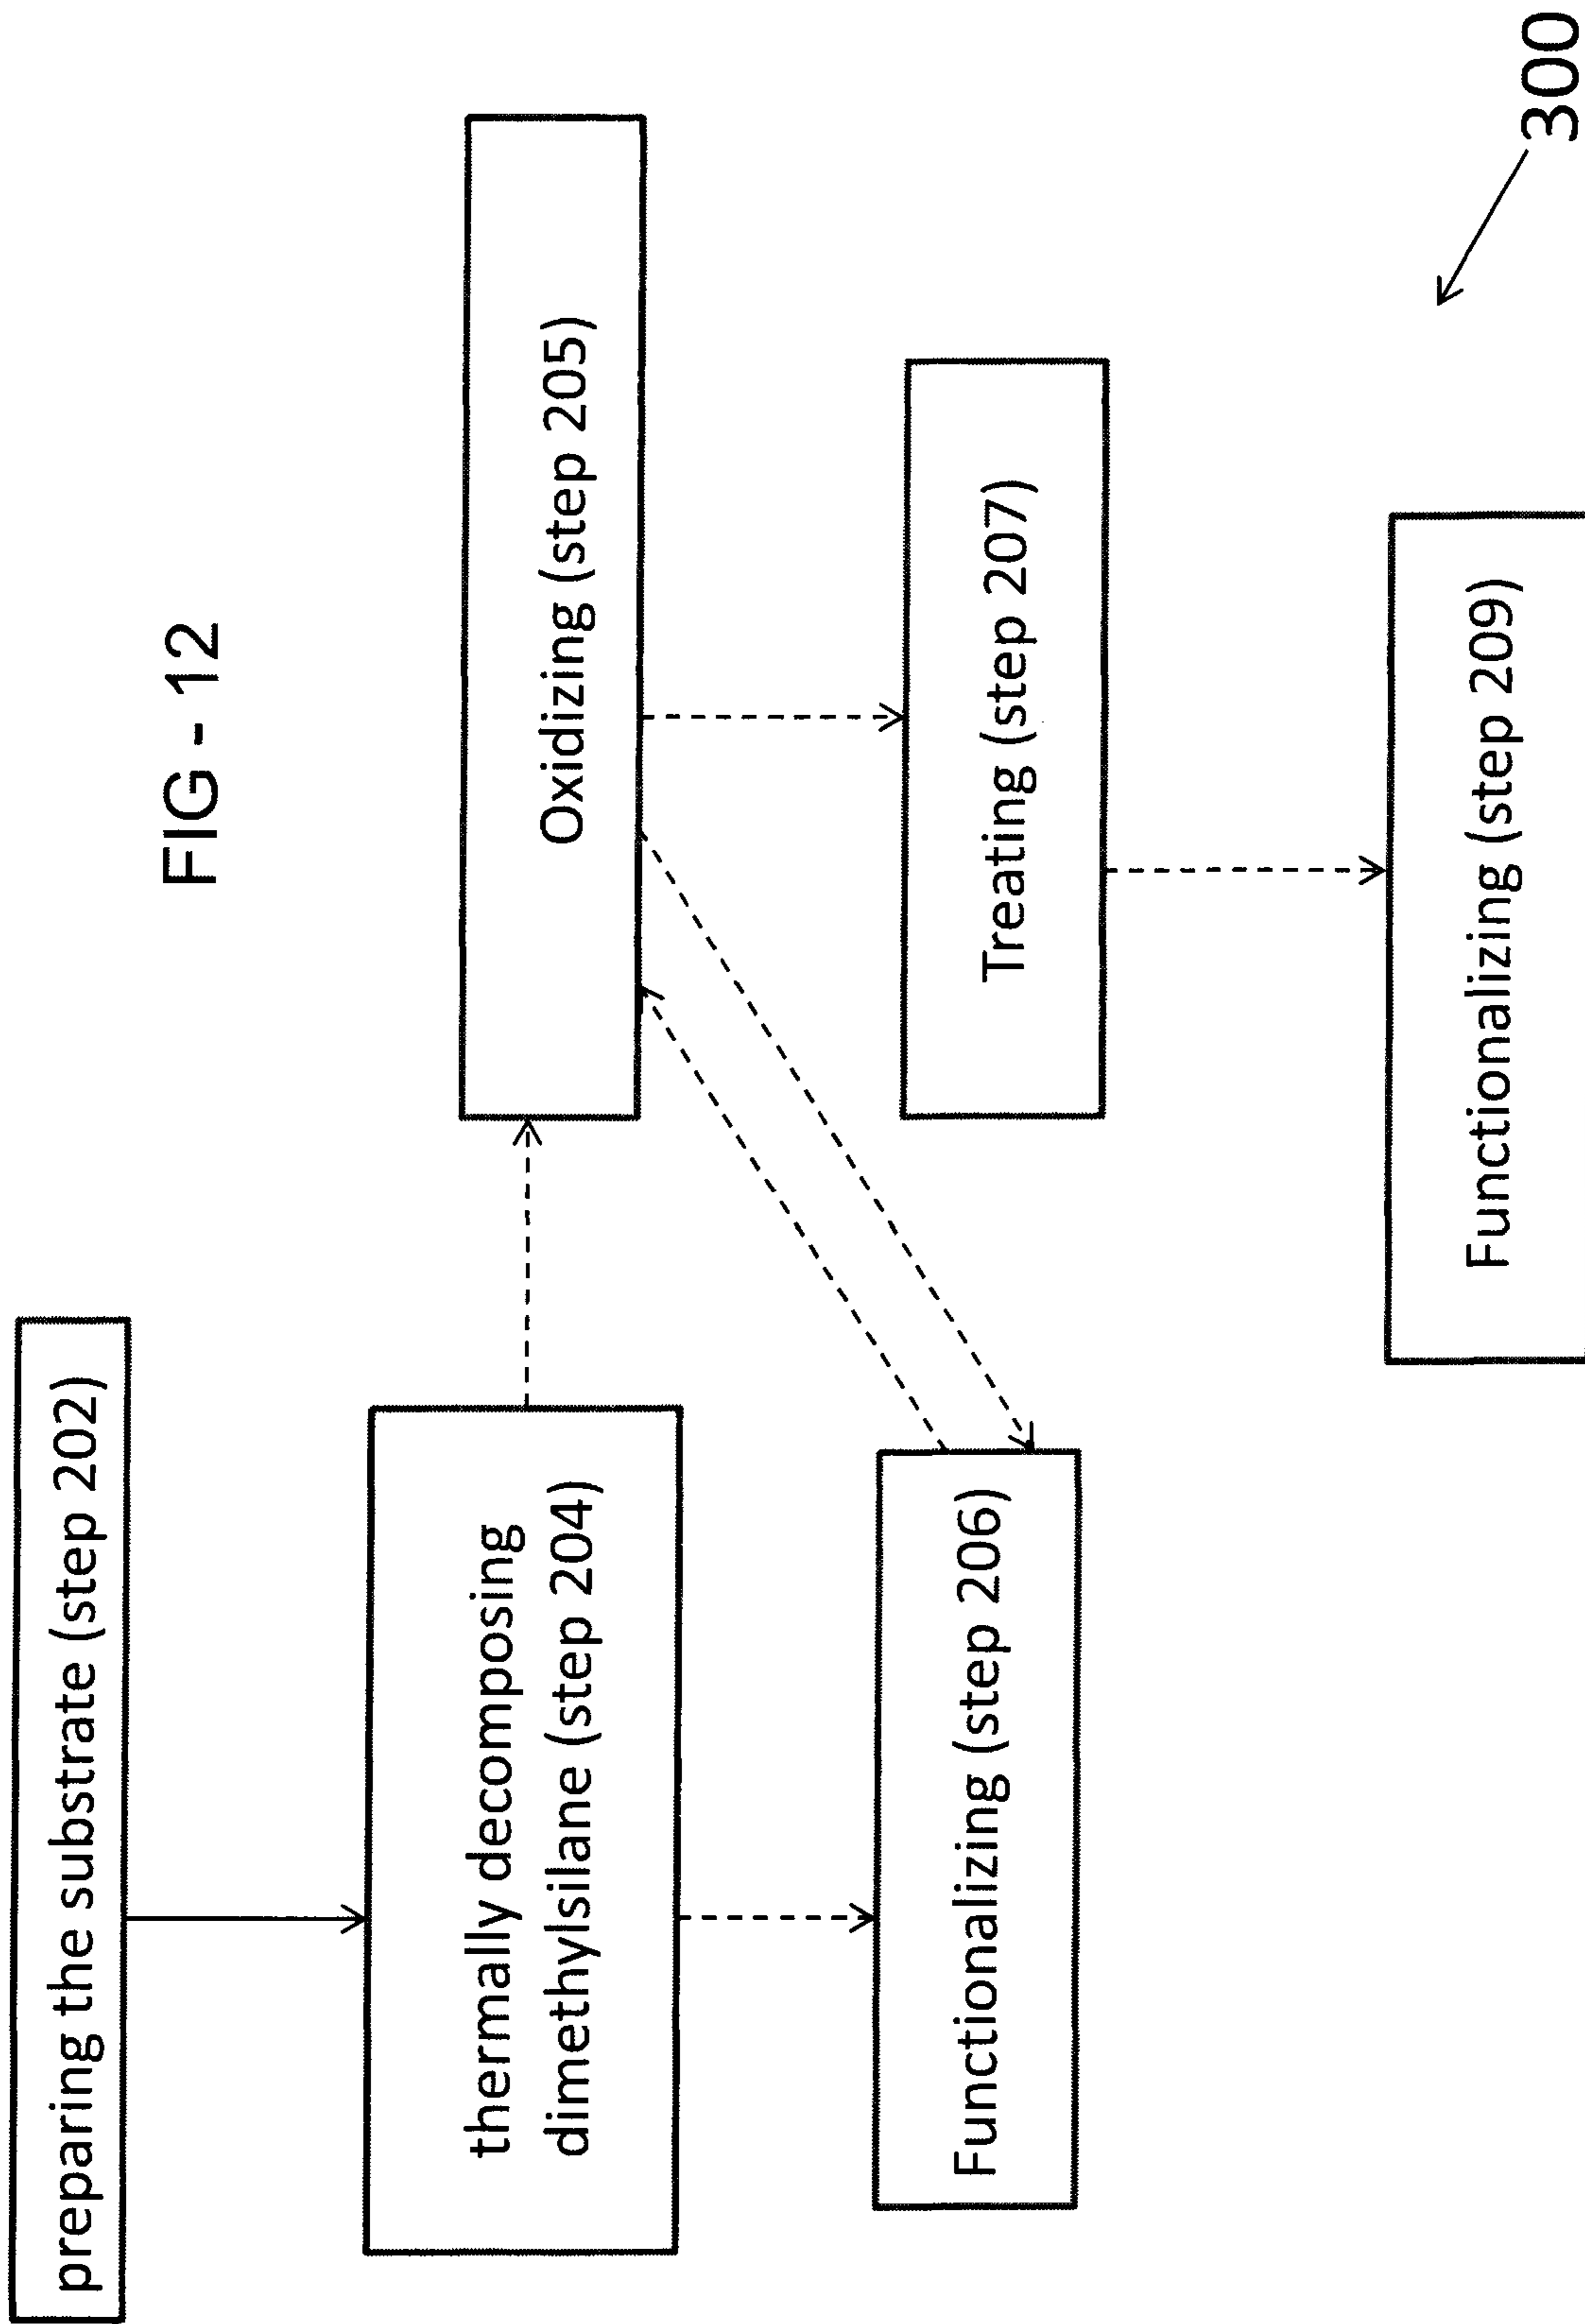 FIG - 12
preparing the substrate (step 202)
thermally decomposing
dimethylsilane (step 204)
Oxidizing (step 205)
Functionalizing (step 206)
Treating (step 207)
Functionalizing (step 209)
300